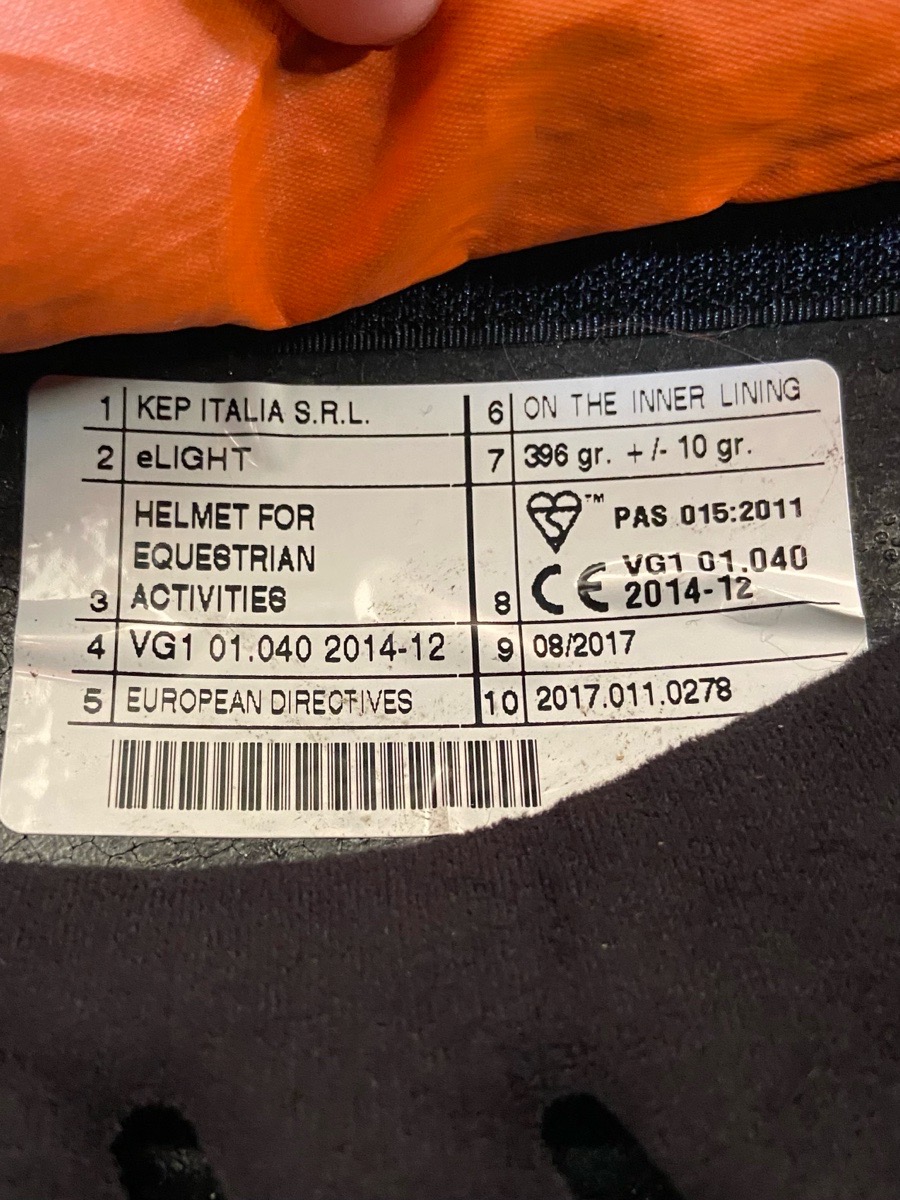 1 KEP ITALIA S.R.L.
2 eLIGHT
HELMET FOR
EQUESTRIAN
3 ACTIVITIES
4 VG1 01.040 2014-12
5 EUROPEAN DIRECTIVES
6 ON THE INNER LINING
7 396 gr. +/- 10 gr.
™ PAS 015:2011
VG1 01.040
8 CE 2014-12
9 08/2017
10 2017.011.0278